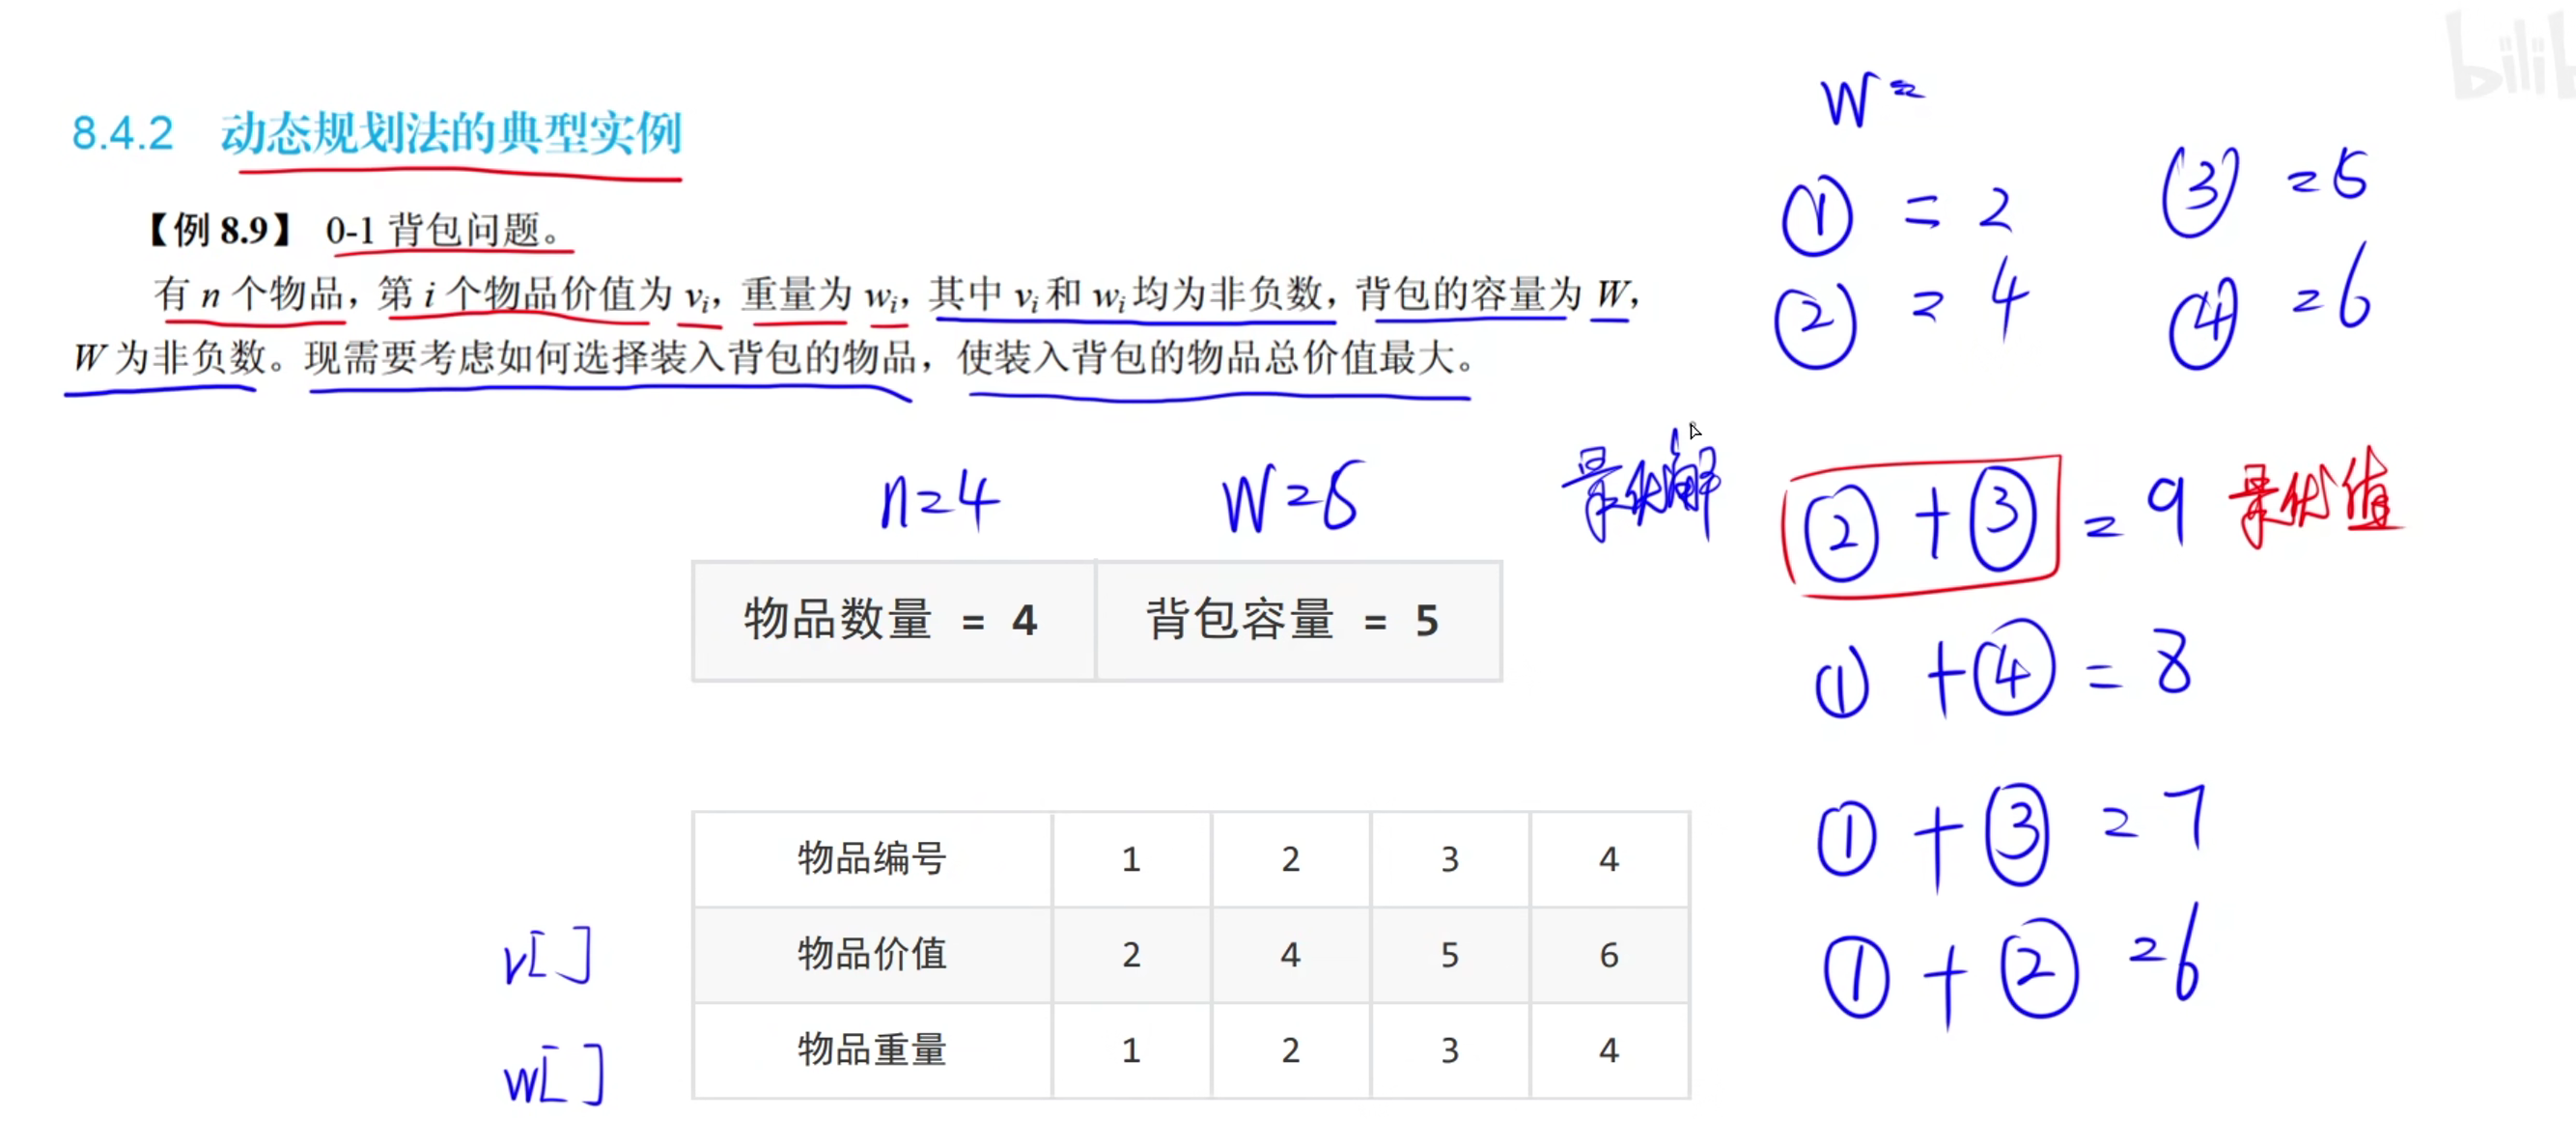 8.4.2 动态规划法的典型实例
【例 8.9】 0-1 背包问题。
有 n 个物品，第 i 个物品价值为 vᵢ，重量为 wᵢ，其中 vᵢ和 wᵢ均为非负数，背包的容量为 W，
W 为非负数。现需要考虑如何选择装入背包的物品，使装入背包的物品总价值最大。
n=4 W=5
物品数量 = 4 背包容量 = 5
物品编号 1 2 3 4
v[ ] 物品价值 2 4 5 6
w[ ] 物品重量 1 2 3 4
W=
① = 2 ③ =5
② = 4 ④ =6
最优解 ② + ③ = 9 最优值
① + ④ = 8
① + ③ = 7
① + ② =6